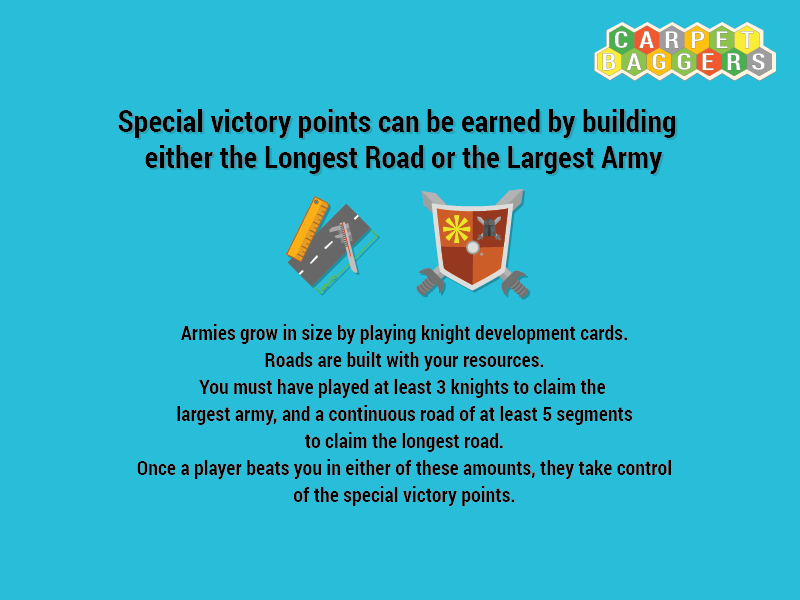 CARPET
BAGGERS
Special victory points can be earned by building
either the Longest Road or the Largest Army
Armies grow in size by playing knight development cards.
Roads are built with your resources.
You must have played at least 3 knights to claim the
largest army, and a continuous road of at least 5 segments
to claim the longest road.
Once a player beats you in either of these amounts, they take control
of the special victory points.